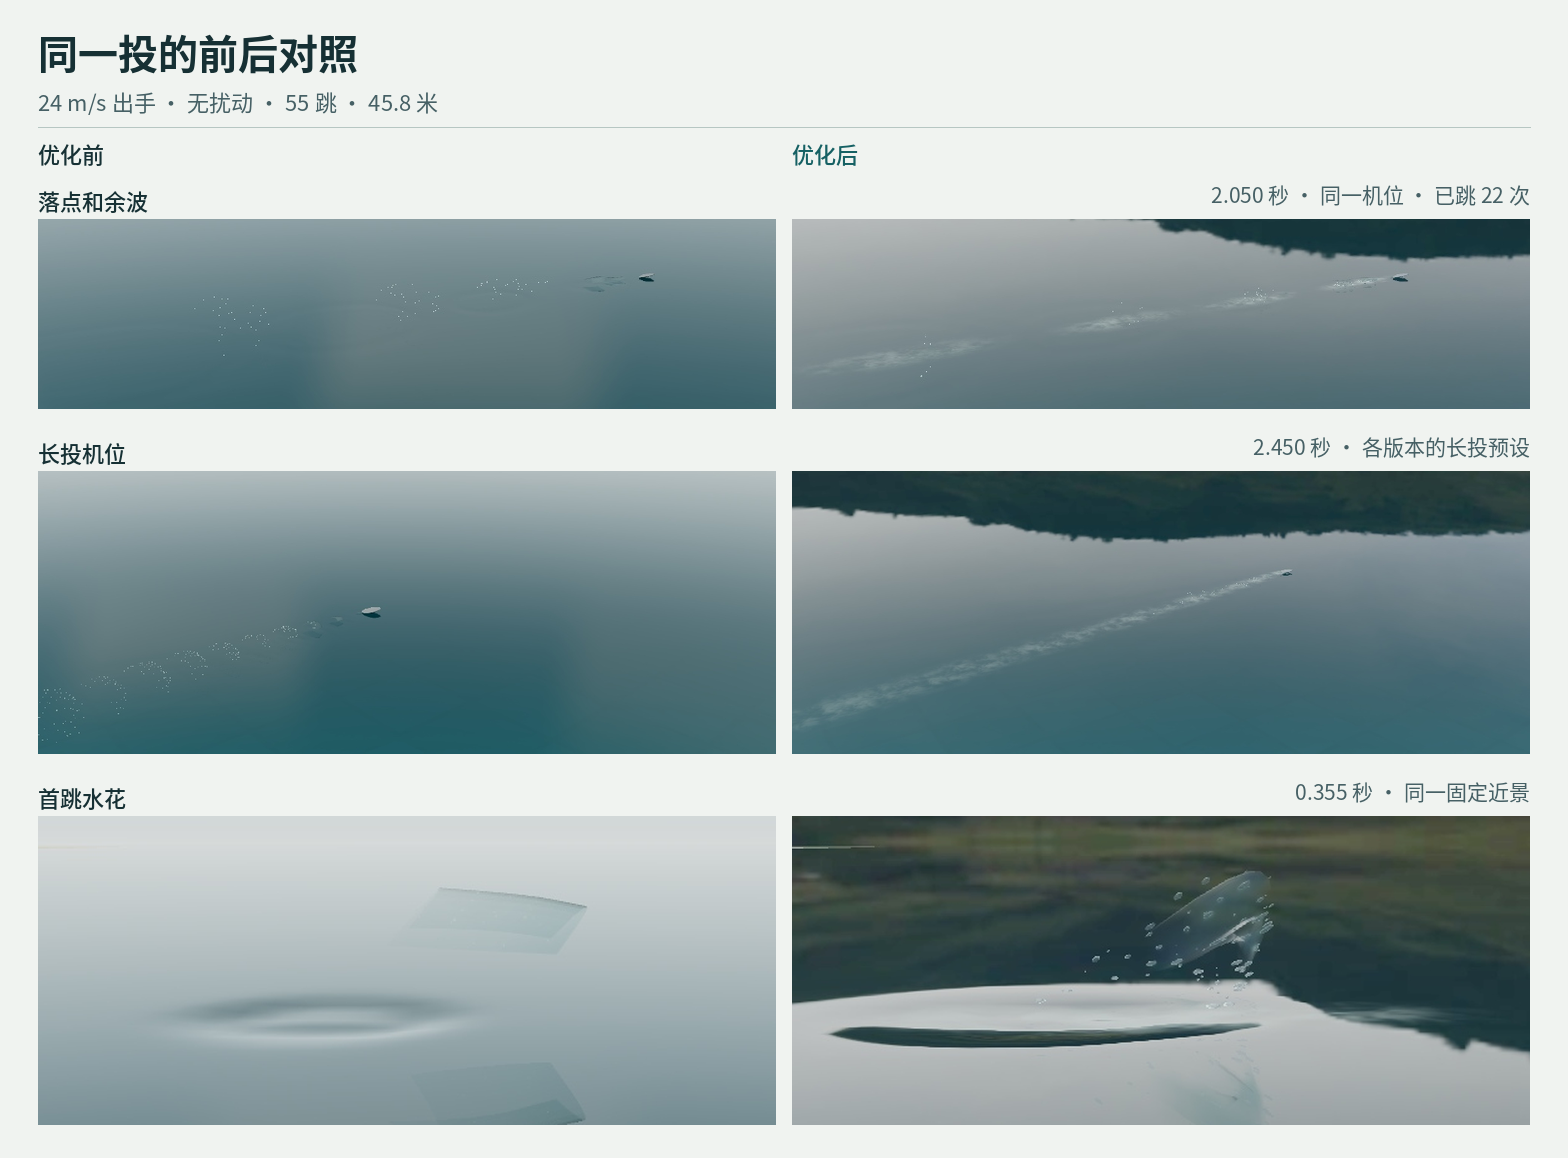 同一投的前后对照
24 m/s 出手 · 无扰动 · 55 跳 · 45.8 米
优化前
优化后
落点和余波
2.050 秒 · 同一机位 · 已跳 22 次
长投机位
2.450 秒 · 各版本的长投预设
首跳水花
0.355 秒 · 同一固定近景